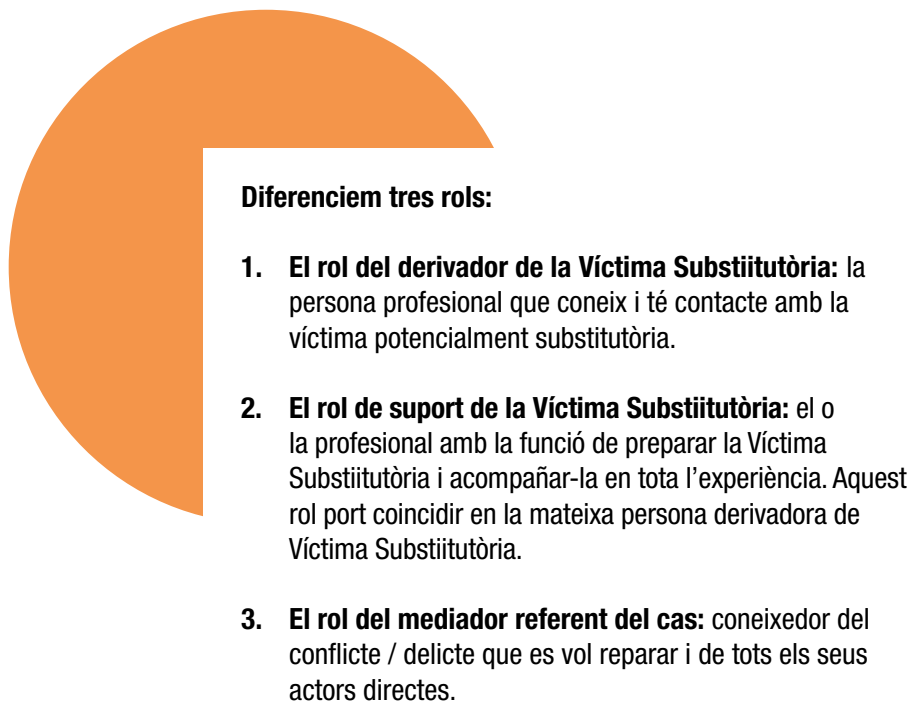 Diferenciem tres rols:
1. El rol del derivador de la Víctima Substiitutòria: la
persona profesional que coneix i té contacte amb la
víctima potencialment substitutòria.
2. El rol de suport de la Víctima Substiitutòria: el o
la profesional amb la funció de preparar la Víctima
Substiitutòria i acompañar-la en tota l’experiència. Aquest
rol port coincidir en la mateixa persona derivadora de
Víctima Substiitutòria.
3. El rol del mediador referent del cas: coneixedor del
conflicte / delicte que es vol reparar i de tots els seus
actors directes.